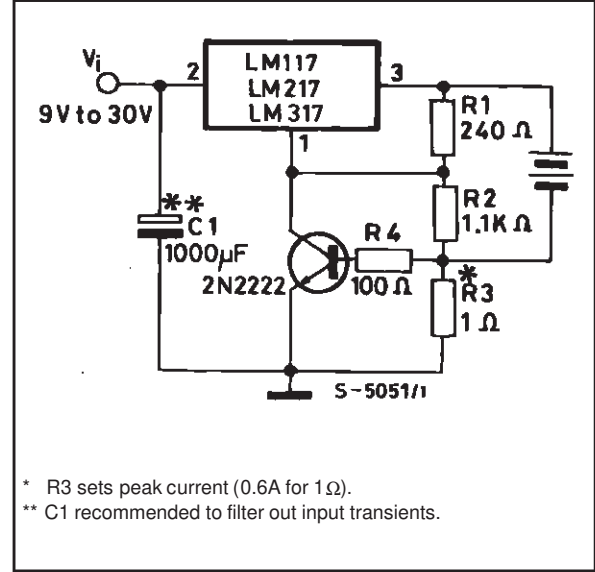 Vi
9V to 30V
2
LM117
LM217
LM317
3
1
R1
240 Ω
R2
1.1K Ω
R4
100 Ω
*
R3
1 Ω
**
C1
1000µF
2N2222
S-5051/1
* R3 sets peak current (0.6A for 1Ω).
** C1 recommended to filter out input transients.